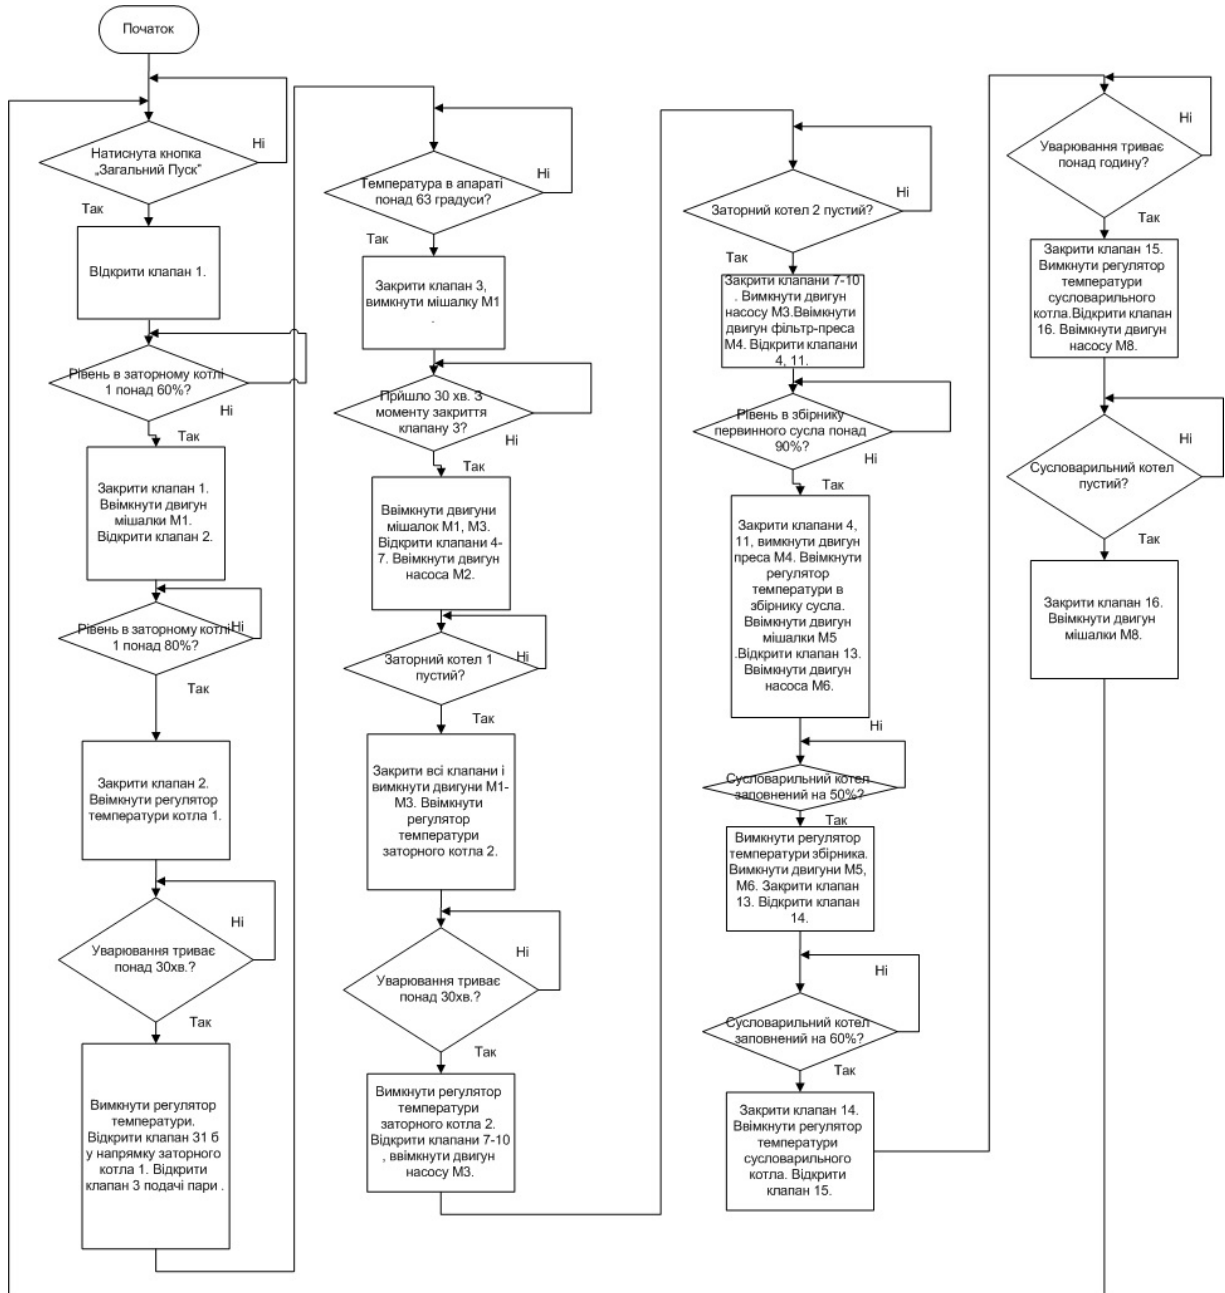 Початок
Ні
Натиснута кнопка
„Загальний Пуск”
Так
ВІдкрити клапан 1.
Рівень в заторному котлі
1 понад 60%?
Ні
Так
Закрити клапан 1.
Ввімкнути двигун
мішалки М1.
Відкрити клапан 2.
Рівень в заторному котлі
1 понад 80%?
Ні
Так
Закрити клапан 2.
Ввімкнути регулятор
температури котла 1.
Ні
Уварювання триває
понад 30хв.?
Так
Вимкнути регулятор
температури.
Відкрити клапан 31 б
у напрямку заторного
котла 1. Відкрити
клапан 3 подачі пари .
Ні
Температура в апараті
понад 63 градуси?
Так
Закрити клапан 3,
вимкнути мішалку М1
.
Прйшло 30 хв. З
моменту закриття
клапану 3?
Ні
Так
Ввімкнути двигуни
мішалок М1, М3.
Відкрити клапани 4-
7. Ввімкнути двигун
насоса М2.
Заторний котел 1
пустий?
Ні
Так
Закрити всі клапани і
вимкнути двигуни М1-
М3. Ввімкнути
регулятор
температури
заторного котла 2.
Ні
Уварювання триває
понад 30хв.?
Так
Вимкнути регулятор
температури
заторного котла 2.
Відкрити клапани 7-10
, ввімкнути двигун
насосу М3.
Ні
Заторний котел 2 пустий?
Так
Закрити клапани 7-10
. Вимкнути двигун
насосу М3.Ввімкнути
двигун фільтр-преса
М4. Відкрити клапани
4, 11.
Рівень в збірнику
первинного сусла понад
90%?
Ні
Так
Закрити клапани 4,
11, вимкнути двигун
преса М4. Ввімкнути
регулятор
температури в
збірнику сусла.
Ввімкнути двигун
мішалки М5
.Відкрити клапан 13.
Ввімкнути двигун
насоса М6.
Ні
Сусловарильний котел
заповнений на 50%?
Так
Вимкнути регулятор
температури збірника.
Вимкнути двигуни М5,
М6. Закрити клапан
13. Відкрити клапан
14.
Ні
Сусловарильний котел
заповнений на 60%?
Так
Закрити клапан 14.
Ввімкнути регулятор
температури
сусловарильного
котла. Відкрити
клапан 15.
Ні
Уварювання триває
понад годину?
Так
Закрити клапан 15.
Вимкнути регулятор
температури
сусловарильного
котла.Відкрити клапан
16. Ввімкнути двигун
насосу М8.
Ні
Сусловарильний котел
пустий?
Так
Закрити клапан 16.
Ввімкнути двигун
мішалки М8.